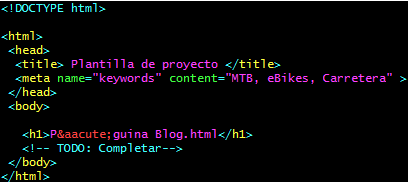 <!DOCTYPE html>
<html>
<head>
<title> Plantilla de proyecto </title>
<meta name="keywords" content="MTB, eBikes, Carretera" >
</head>
<body>
<h1>P&aacute;guina Blog.html</h1>
<!-- TODO: Completar-->
</body>
</html>